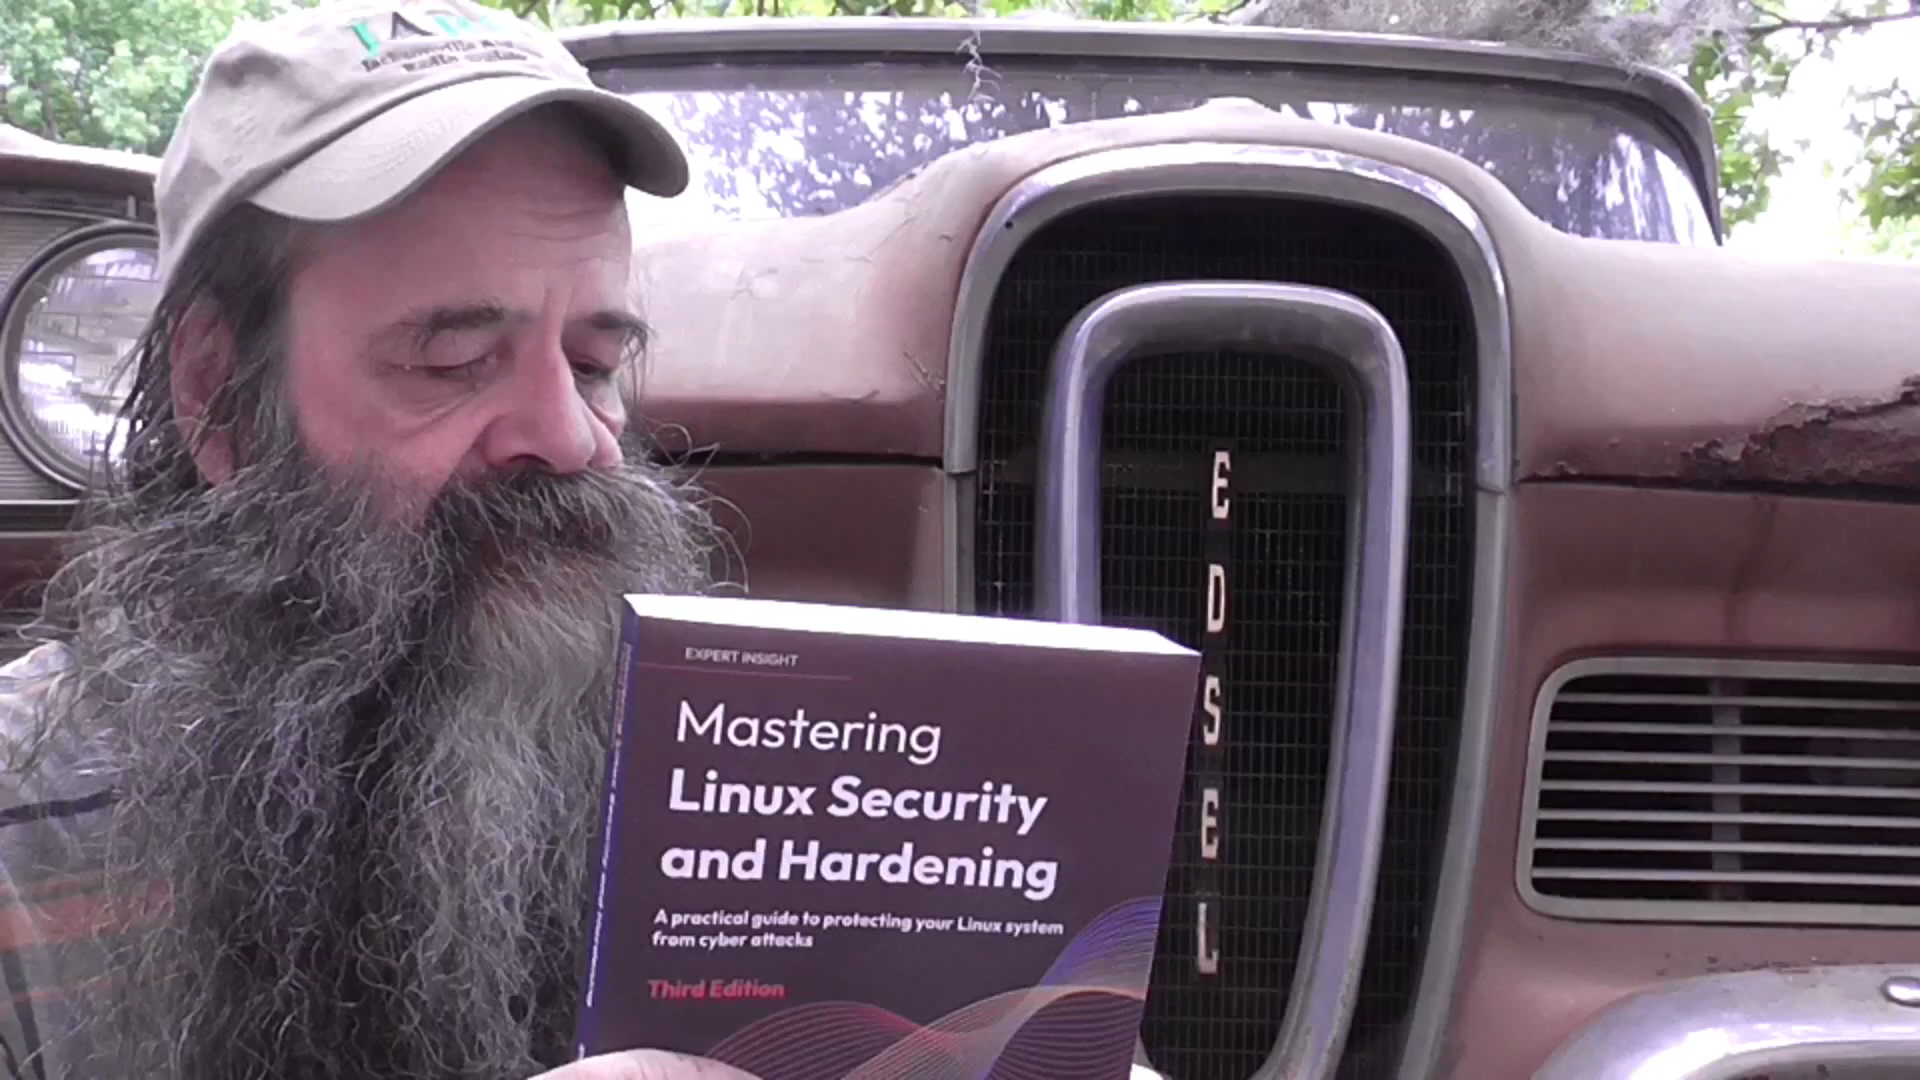 EXPERT INSIGHT
Mastering
Linux Security
and Hardening
A practical guide to protecting your Linux system
from cyber attacks
Third Edition
E
D
S
E
L